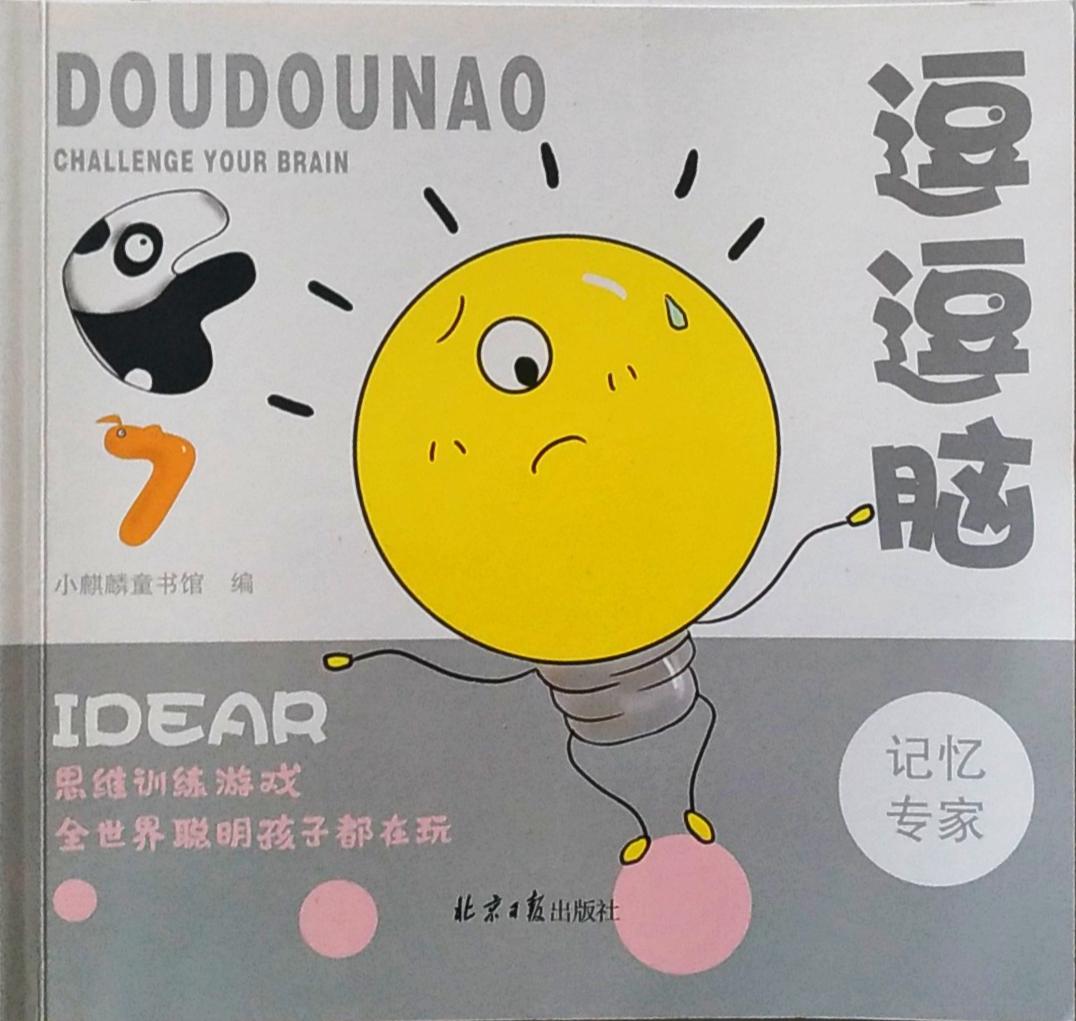 DOUDOUNAO
CHALLENGE YOUR BRAIN
逗逗脑
7
小麒麟童书馆 编
IDEAR
思维训练游戏
全世界聪明孩子都在玩
记忆
专家
北京日报出版社